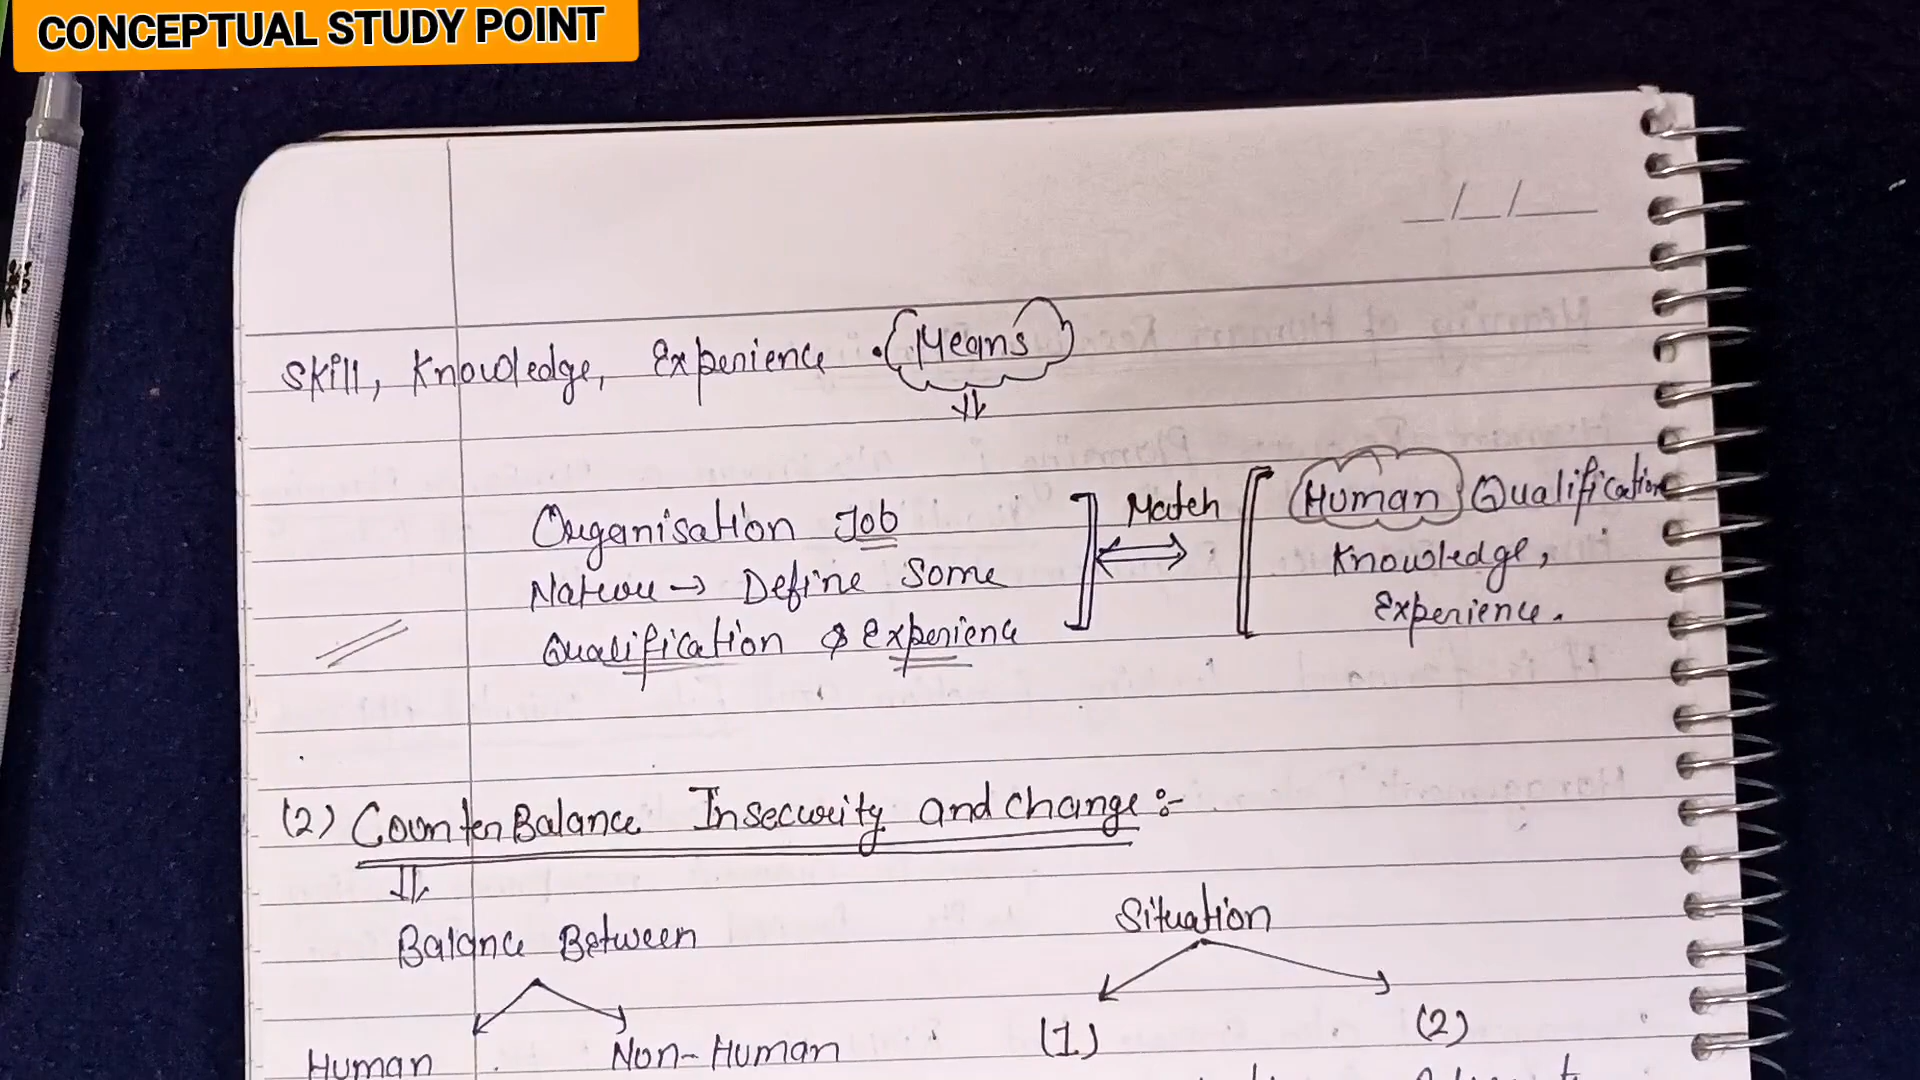 CONCEPTUAL STUDY POINT
_/_/__
Skill, Knowledge, Experience . Means
Organisation Job
Nature → Define Some
Qualification & Experience
Match
Human Qualification
Knowledge,
Experience.
(2) Counter Balance Insecurity and change :-
Balance Between
Human
Non-Human
Situation
(1)
(2)